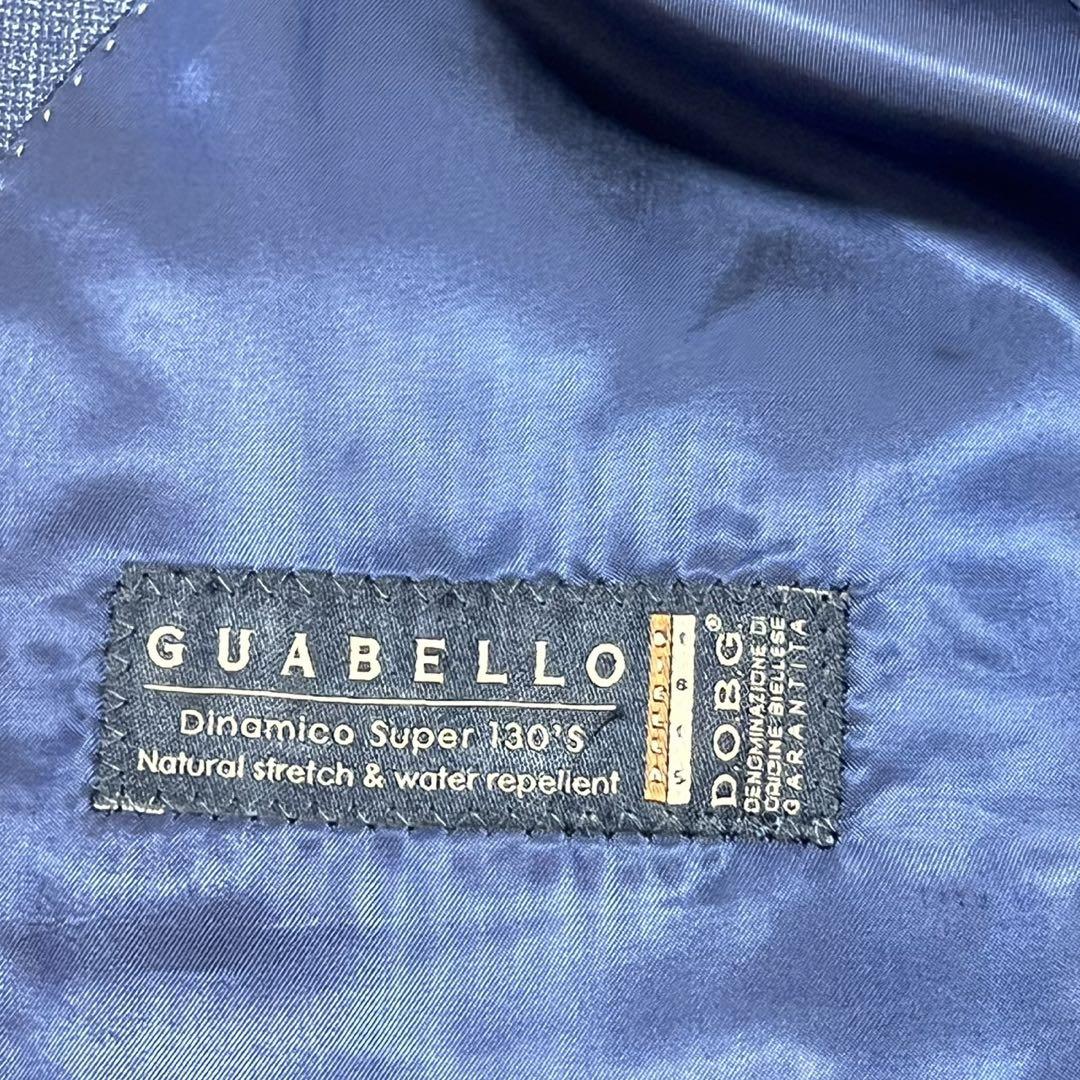 GUABELLO
Dinamico Super 130'S
Natural stretch & water repellent
D.O.B.G.®
DENOMINAZIONE DI
ORIGINE BIELLESE
GARANTITA
1 8 1 5